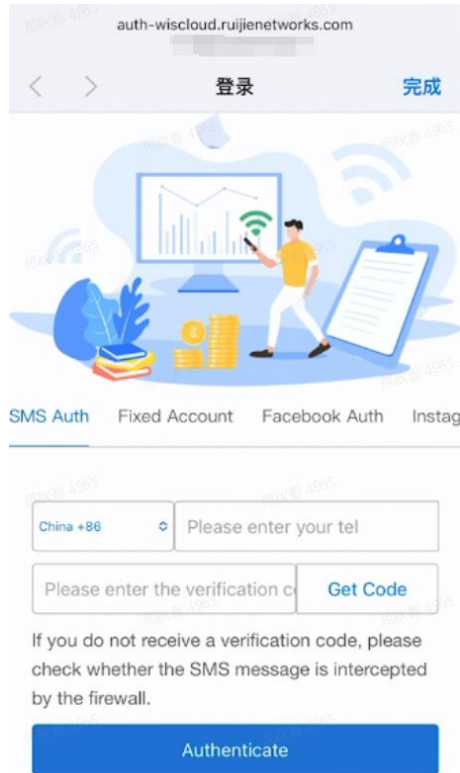 auth-wiscloud.ruijienetworks.com
登录
完成
$
SMS Auth
Fixed Account
Facebook Auth
Instag
China +86
Please enter your tel
Please enter the verification c
Get Code
If you do not receive a verification code, please
check whether the SMS message is intercepted
by the firewall.
Authenticate